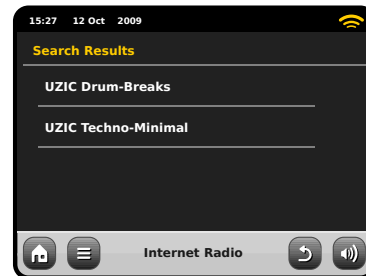 15:27 12 Oct 2009
Search Results
UZIC Drum-Breaks
UZIC Techno-Minimal
Internet Radio